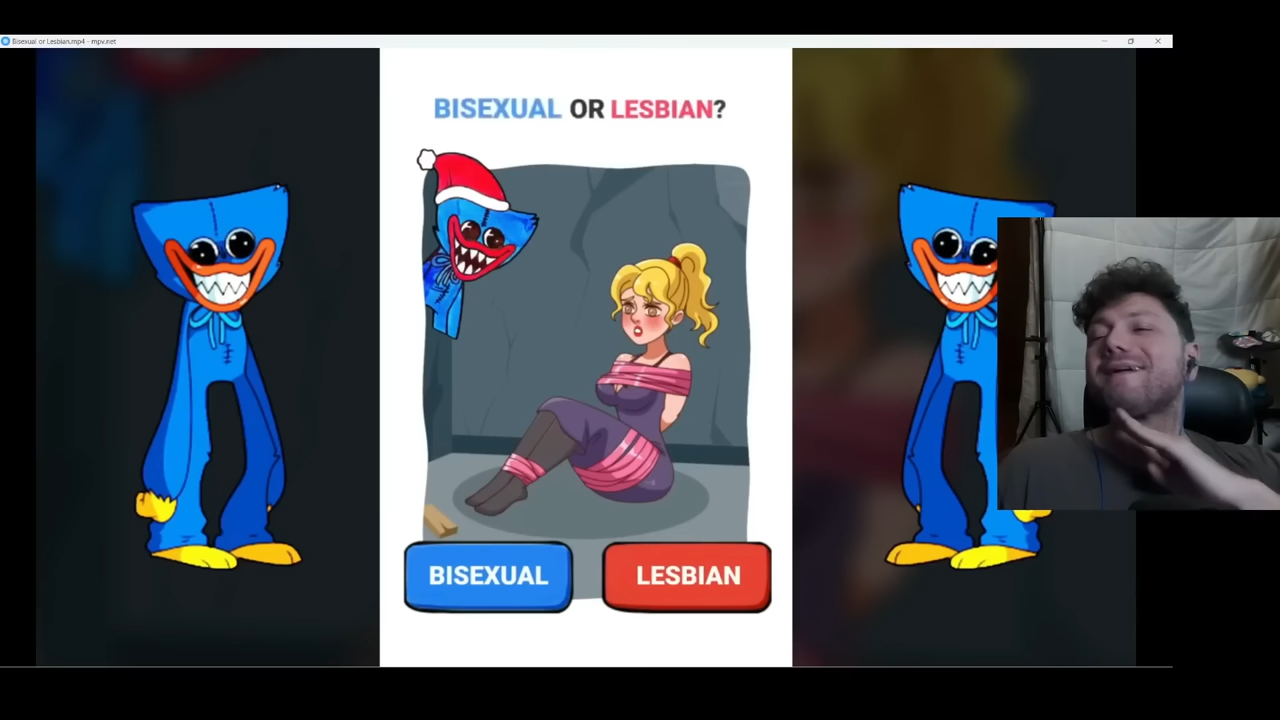 Bisexual or Lesbian.mp4 - mpv.net
BISEXUAL OR LESBIAN?
BISEXUAL
LESBIAN